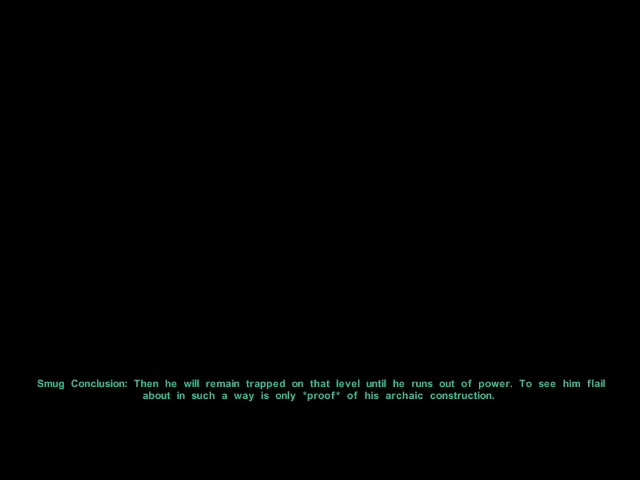 Smug Conclusion: Then he will remain trapped on that level until he runs out of power. To see him flail
about in such a way is only *proof* of his archaic construction.